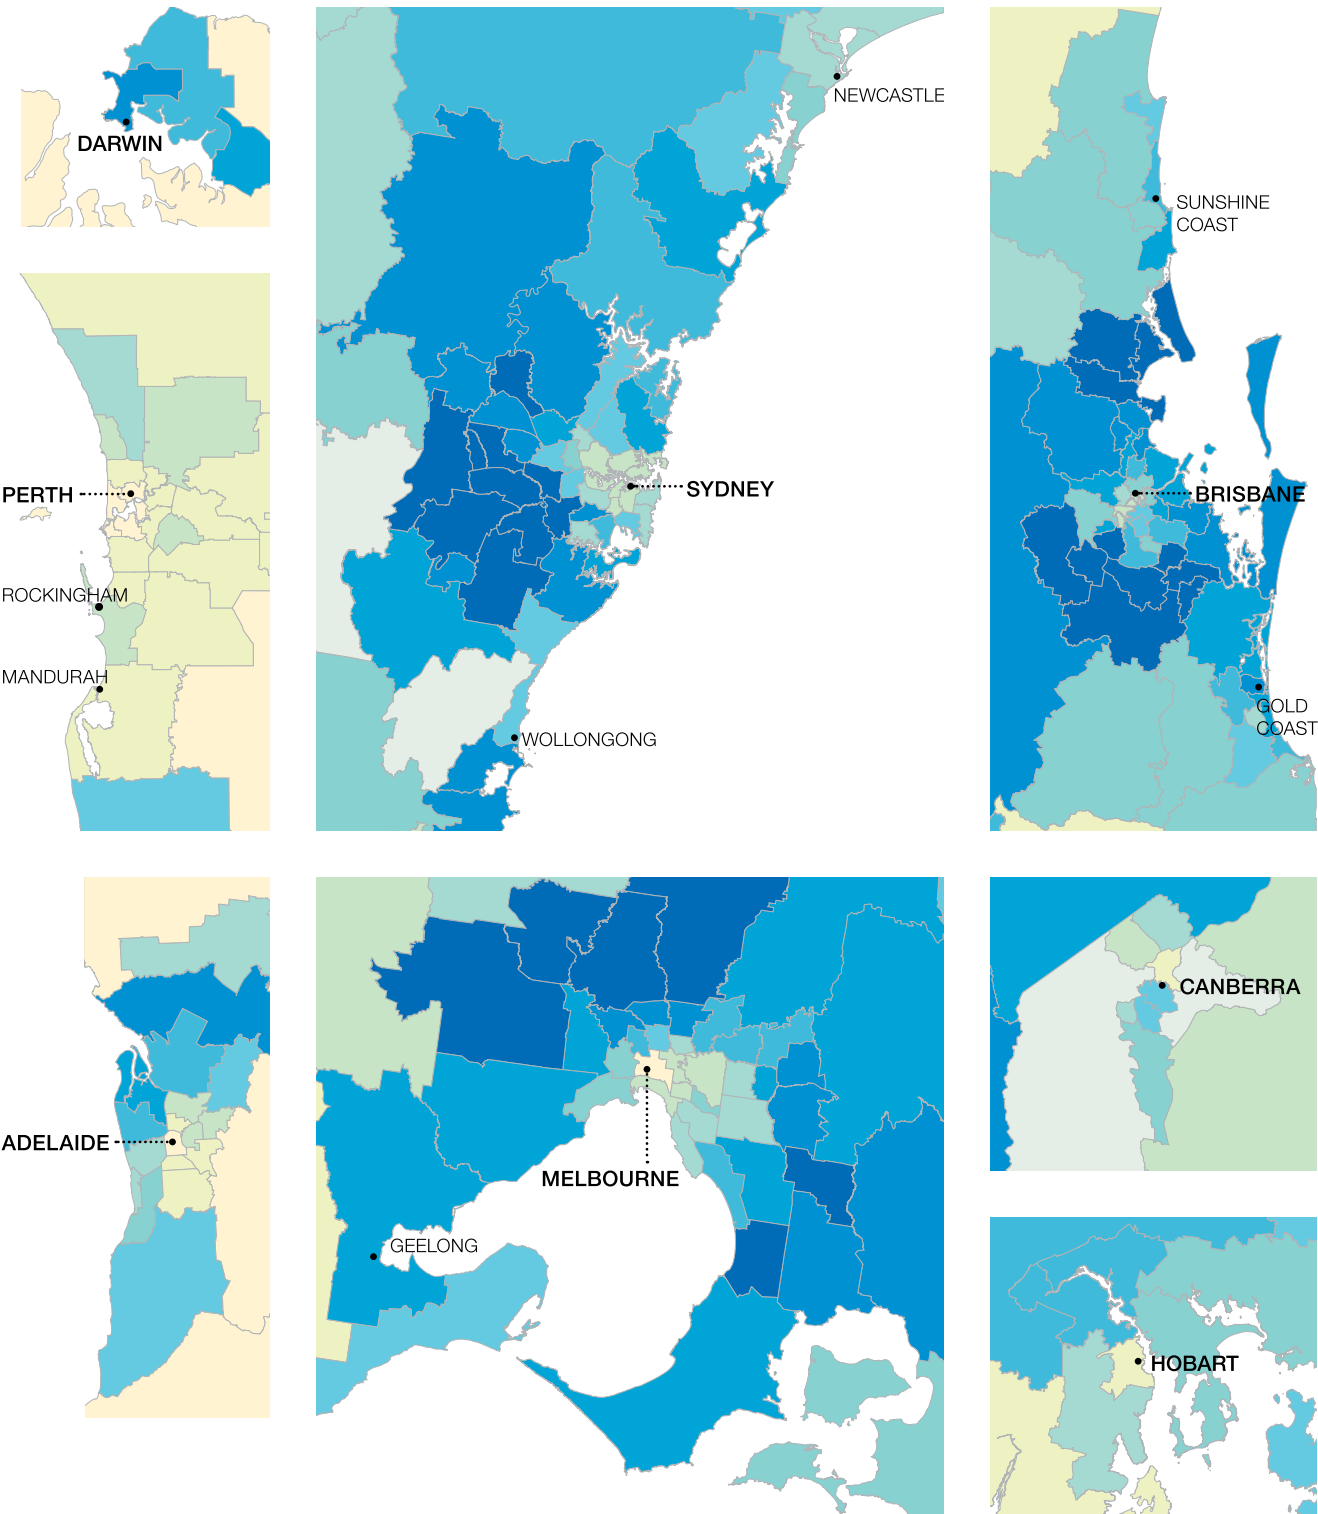 DARWIN
NEWCASTLE
SUNSHINE
COAST
PERTH
SYDNEY
BRISBANE
ROCKINGHAM
MANDURAH
GOLD
COAST
WOLLONGONG
CANBERRA
ADELAIDE
MELBOURNE
GEELONG
HOBART